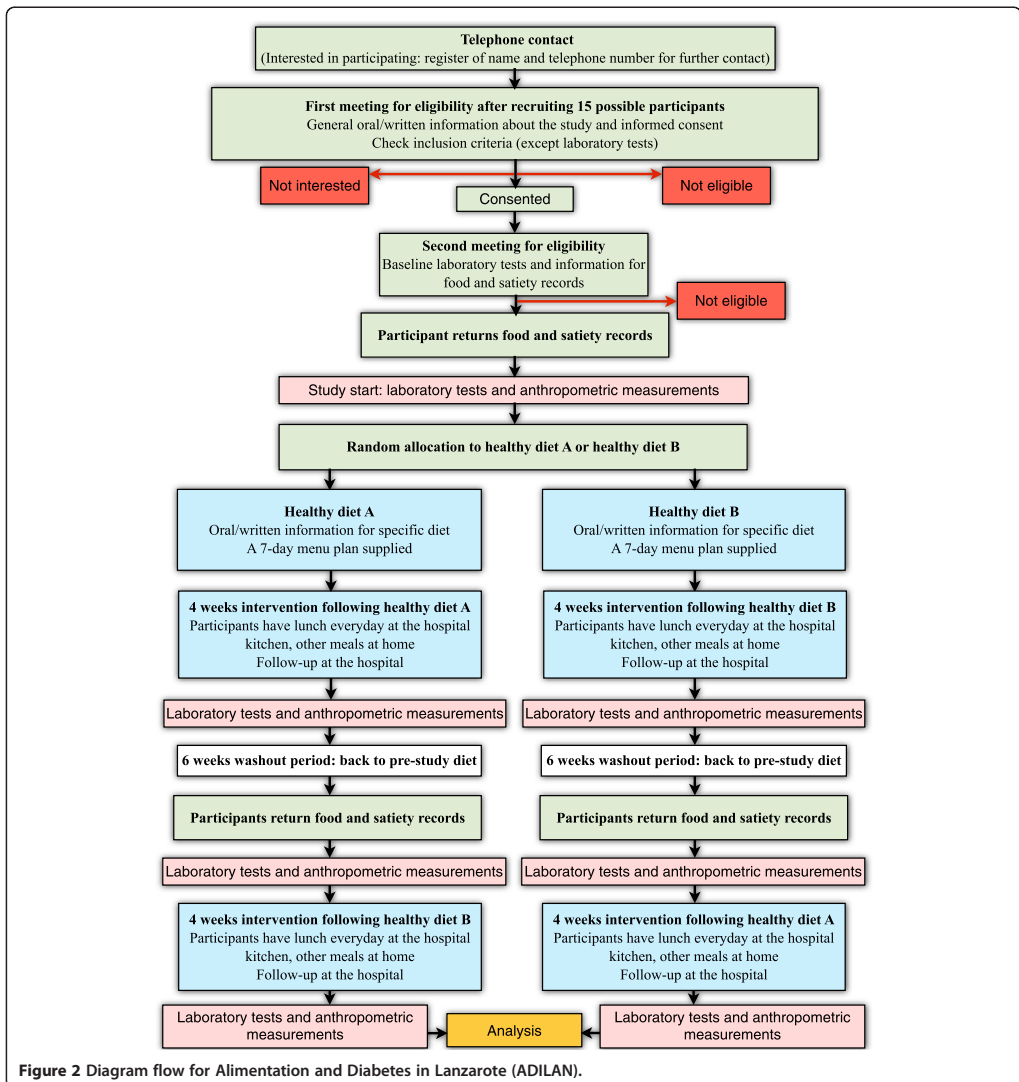 Telephone contact
(Interested in participating: register of name and telephone number for further contact)
First meeting for eligibility after recruiting 15 possible participants
General oral/written information about the study and informed consent
Check inclusion criteria (except laboratory tests)
Not interested
Not eligible
Consented
Second meeting for eligibility
Baseline laboratory tests and information for
food and satiety records
Not eligible
Participant returns food and satiety records
Study start: laboratory tests and anthropometric measurements
Random allocation to healthy diet A or healthy diet B
Healthy diet A
Oral/written information for specific diet
A 7-day menu plan supplied
Healthy diet B
Oral/written information for specific diet
A 7-day menu plan supplied
4 weeks intervention following healthy diet A
Participants have lunch everyday at the hospital
kitchen, other meals at home
Follow-up at the hospital
4 weeks intervention following healthy diet B
Participants have lunch everyday at the hospital
kitchen, other meals at home
Follow-up at the hospital
Laboratory tests and anthropometric measurements
Laboratory tests and anthropometric measurements
6 weeks washout period: back to pre-study diet
6 weeks washout period: back to pre-study diet
Participants return food and satiety records
Participants return food and satiety records
Laboratory tests and anthropometric measurements
Laboratory tests and anthropometric measurements
4 weeks intervention following healthy diet B
Participants have lunch everyday at the hospital
kitchen, other meals at home
Follow-up at the hospital
4 weeks intervention following healthy diet A
Participants have lunch everyday at the hospital
kitchen, other meals at home
Follow-up at the hospital
Laboratory tests and anthropometric
measurements
Analysis
Laboratory tests and anthropometric
measurements
Figure 2 Diagram flow for Alimentation and Diabetes in Lanzarote (ADILAN).